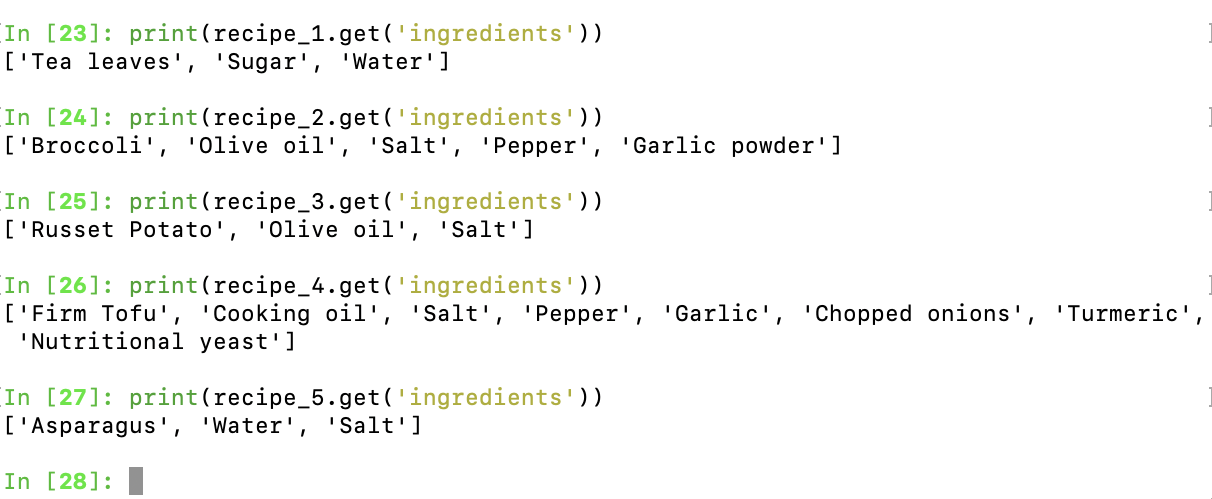 In [23]: print(recipe_1.get('ingredients'))
['Tea leaves', 'Sugar', 'Water']
In [24]: print(recipe_2.get('ingredients'))
['Broccoli', 'Olive oil', 'Salt', 'Pepper', 'Garlic powder']
In [25]: print(recipe_3.get('ingredients'))
['Russet Potato', 'Olive oil', 'Salt']
In [26]: print(recipe_4.get('ingredients'))
['Firm Tofu', 'Cooking oil', 'Salt', 'Pepper', 'Garlic', 'Chopped onions', 'Turmeric',
'Nutritional yeast']
In [27]: print(recipe_5.get('ingredients'))
['Asparagus', 'Water', 'Salt']
In [28]: